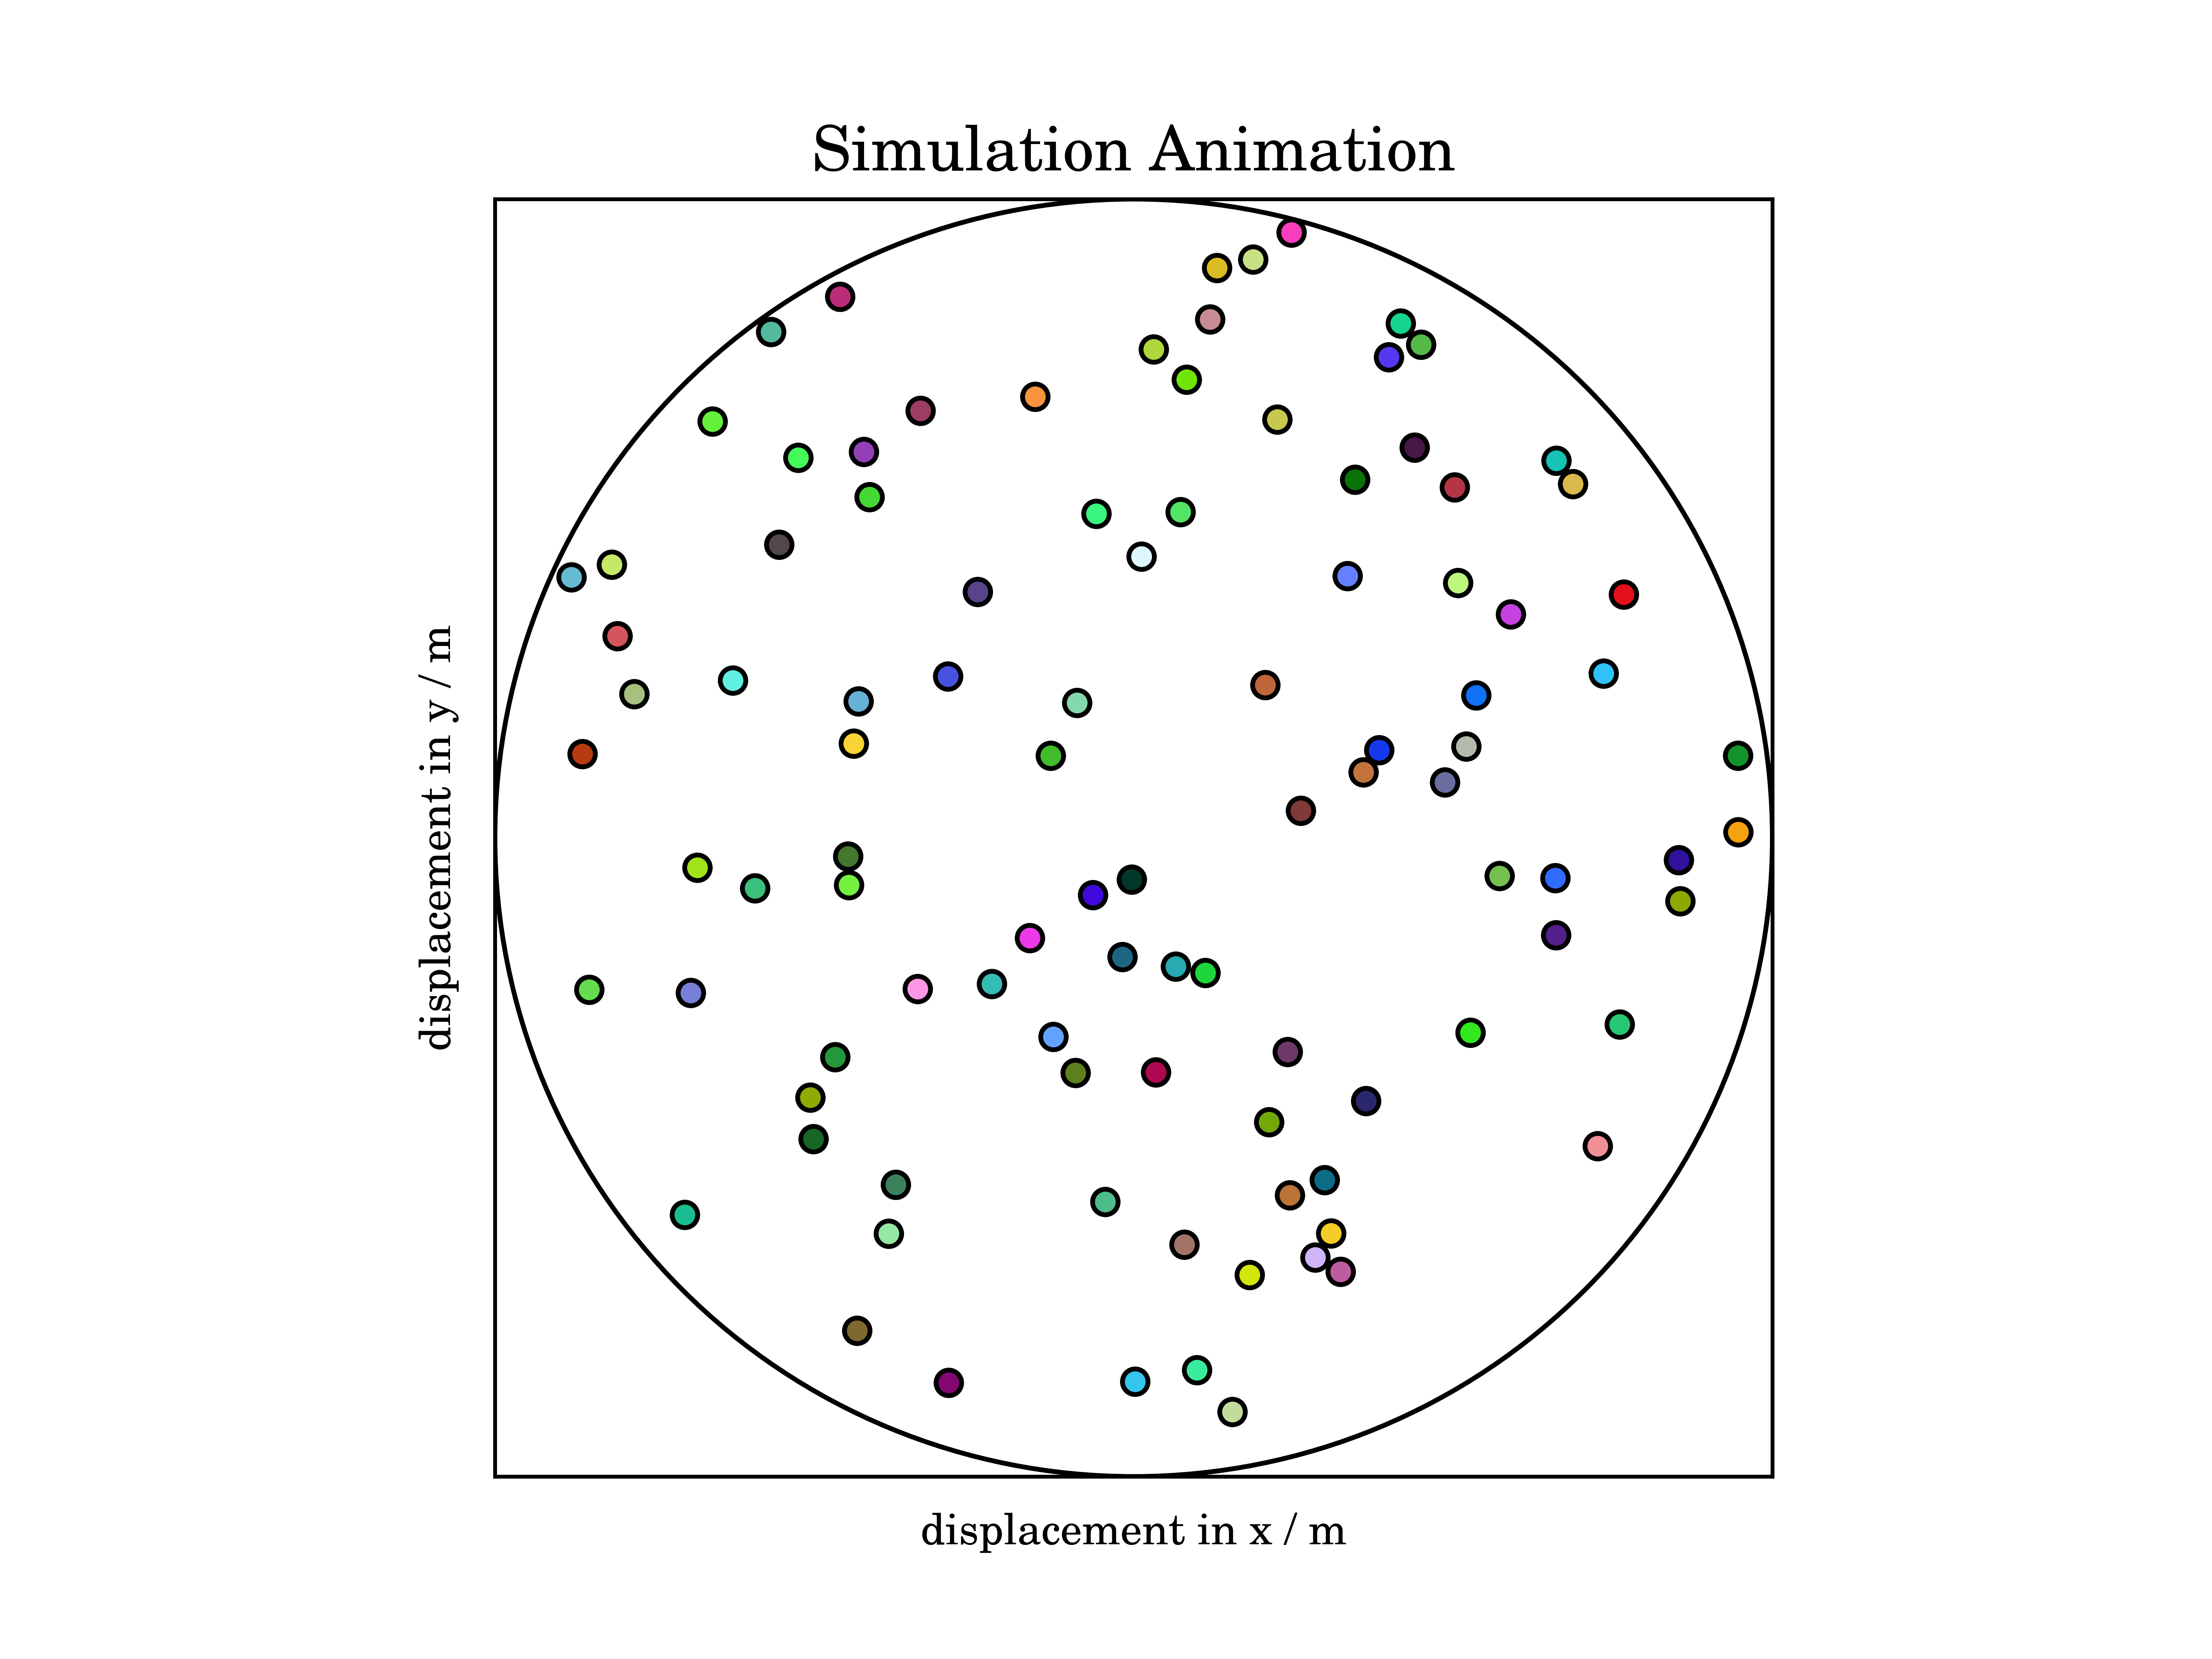 Simulation Animation
displacement in y / m
displacement in x / m